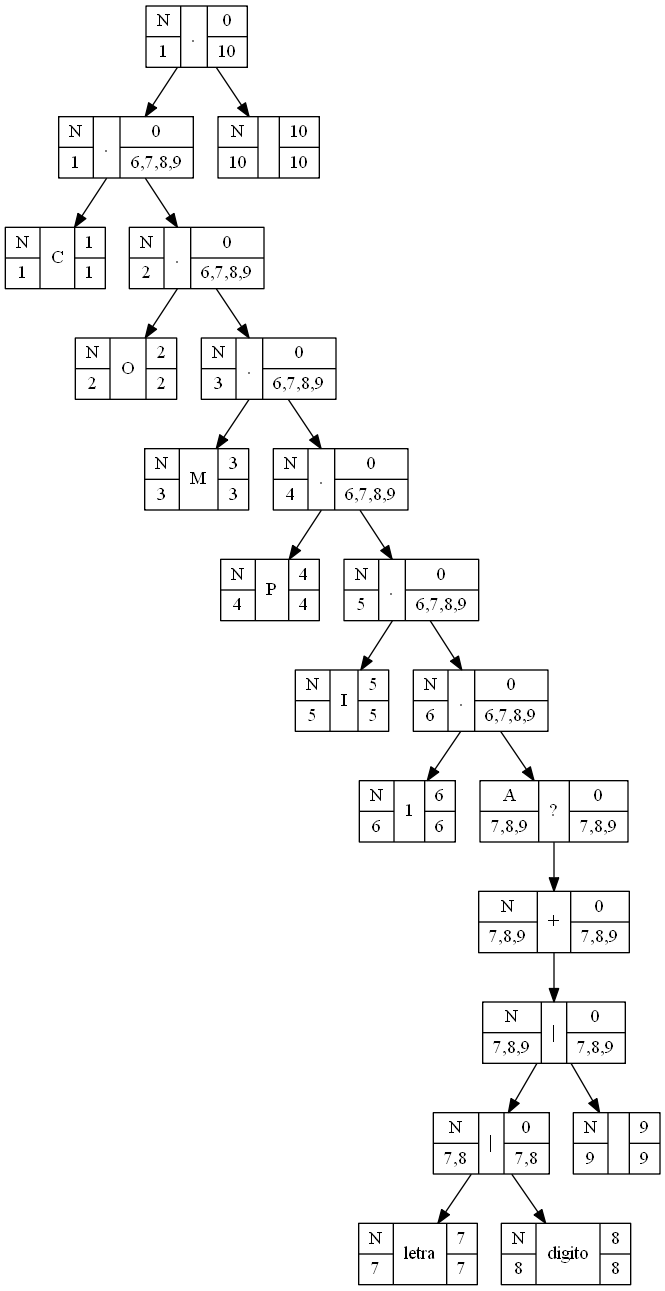 N . 0
1 10
N . 0
1 6,7,8,9
N 10
10 10
N C 1
1 1
N . 0
2 6,7,8,9
N O 2
2 2
N . 0
3 6,7,8,9
N M 3
3 3
N . 0
4 6,7,8,9
N P 4
4 4
N . 0
5 6,7,8,9
N I 5
5 5
N . 0
6 6,7,8,9
N 1 6
6 6
A ? 0
7,8,9 7,8,9
N + 0
7,8,9 7,8,9
N | 0
7,8,9 7,8,9
N | 0
7,8 7,8
N 9
9 9
N letra 7
7 7
N digito 8
8 8